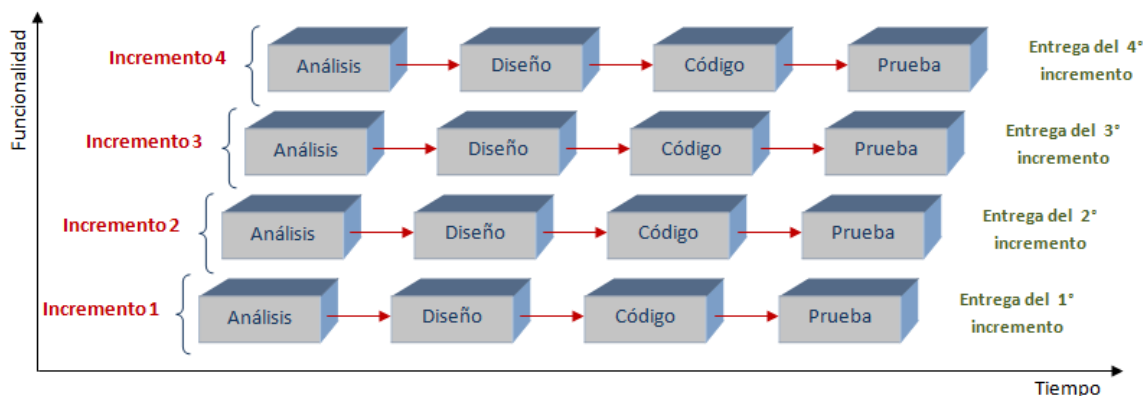 Funcionalidad
Incremento 4
Análisis
Diseño
Código
Prueba
Entrega del 4°
incremento
Incremento 3
Análisis
Diseño
Código
Prueba
Entrega del 3°
incremento
Incremento 2
Análisis
Diseño
Código
Prueba
Entrega del 2°
incremento
Incremento 1
Análisis
Diseño
Código
Prueba
Entrega del 1°
incremento
Tiempo